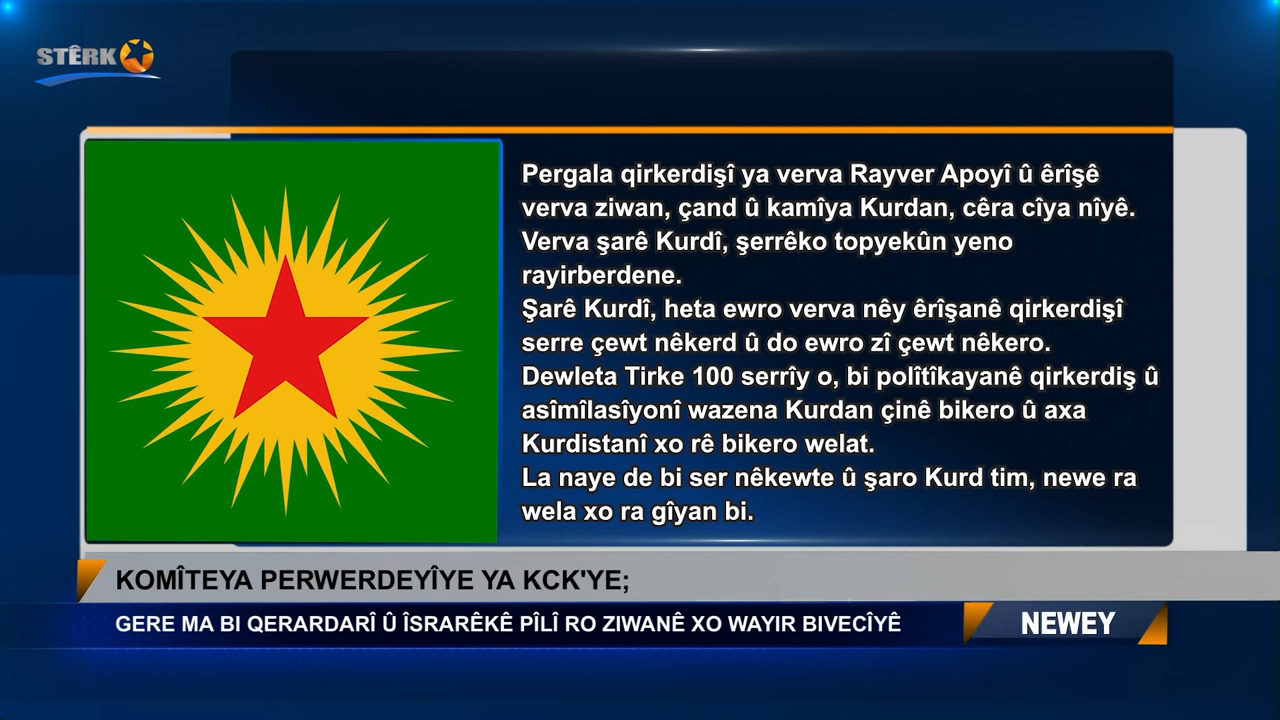 STÊRK
Pergala qirkerdişî ya verva Rayver Apoyî û êrîşê
verva ziwan, çand û kamîya Kurdan, cêra cîya nîyê.
Verva şarê Kurdî, şerrêko topyekûn yeno
rayirberdene.
Şarê Kurdî, heta ewro verva nêy êrîşanê qirkerdişî
serre çewt nêkerd û do ewro zî çewt nêkero.
Dewleta Tirke 100 serrîy o, bi polîtîkayanê qirkerdiş û
asîmîlasîyonî wazena Kurdan çinê bikero û axa
Kurdistanî xo rê bikero welat.
La naye de bi ser nêkewte û şaro Kurd tim, newe ra
wela xo ra gîyan bi.
KOMÎTEYA PERWERDEYÎYE YA KCK'YE;
GERE MA BI QERARDARÎ Û ÎSRARÊKÊ PÎLÎ RO ZIWANÊ XO WAYIR BIVECÎYÊ
NEWEY